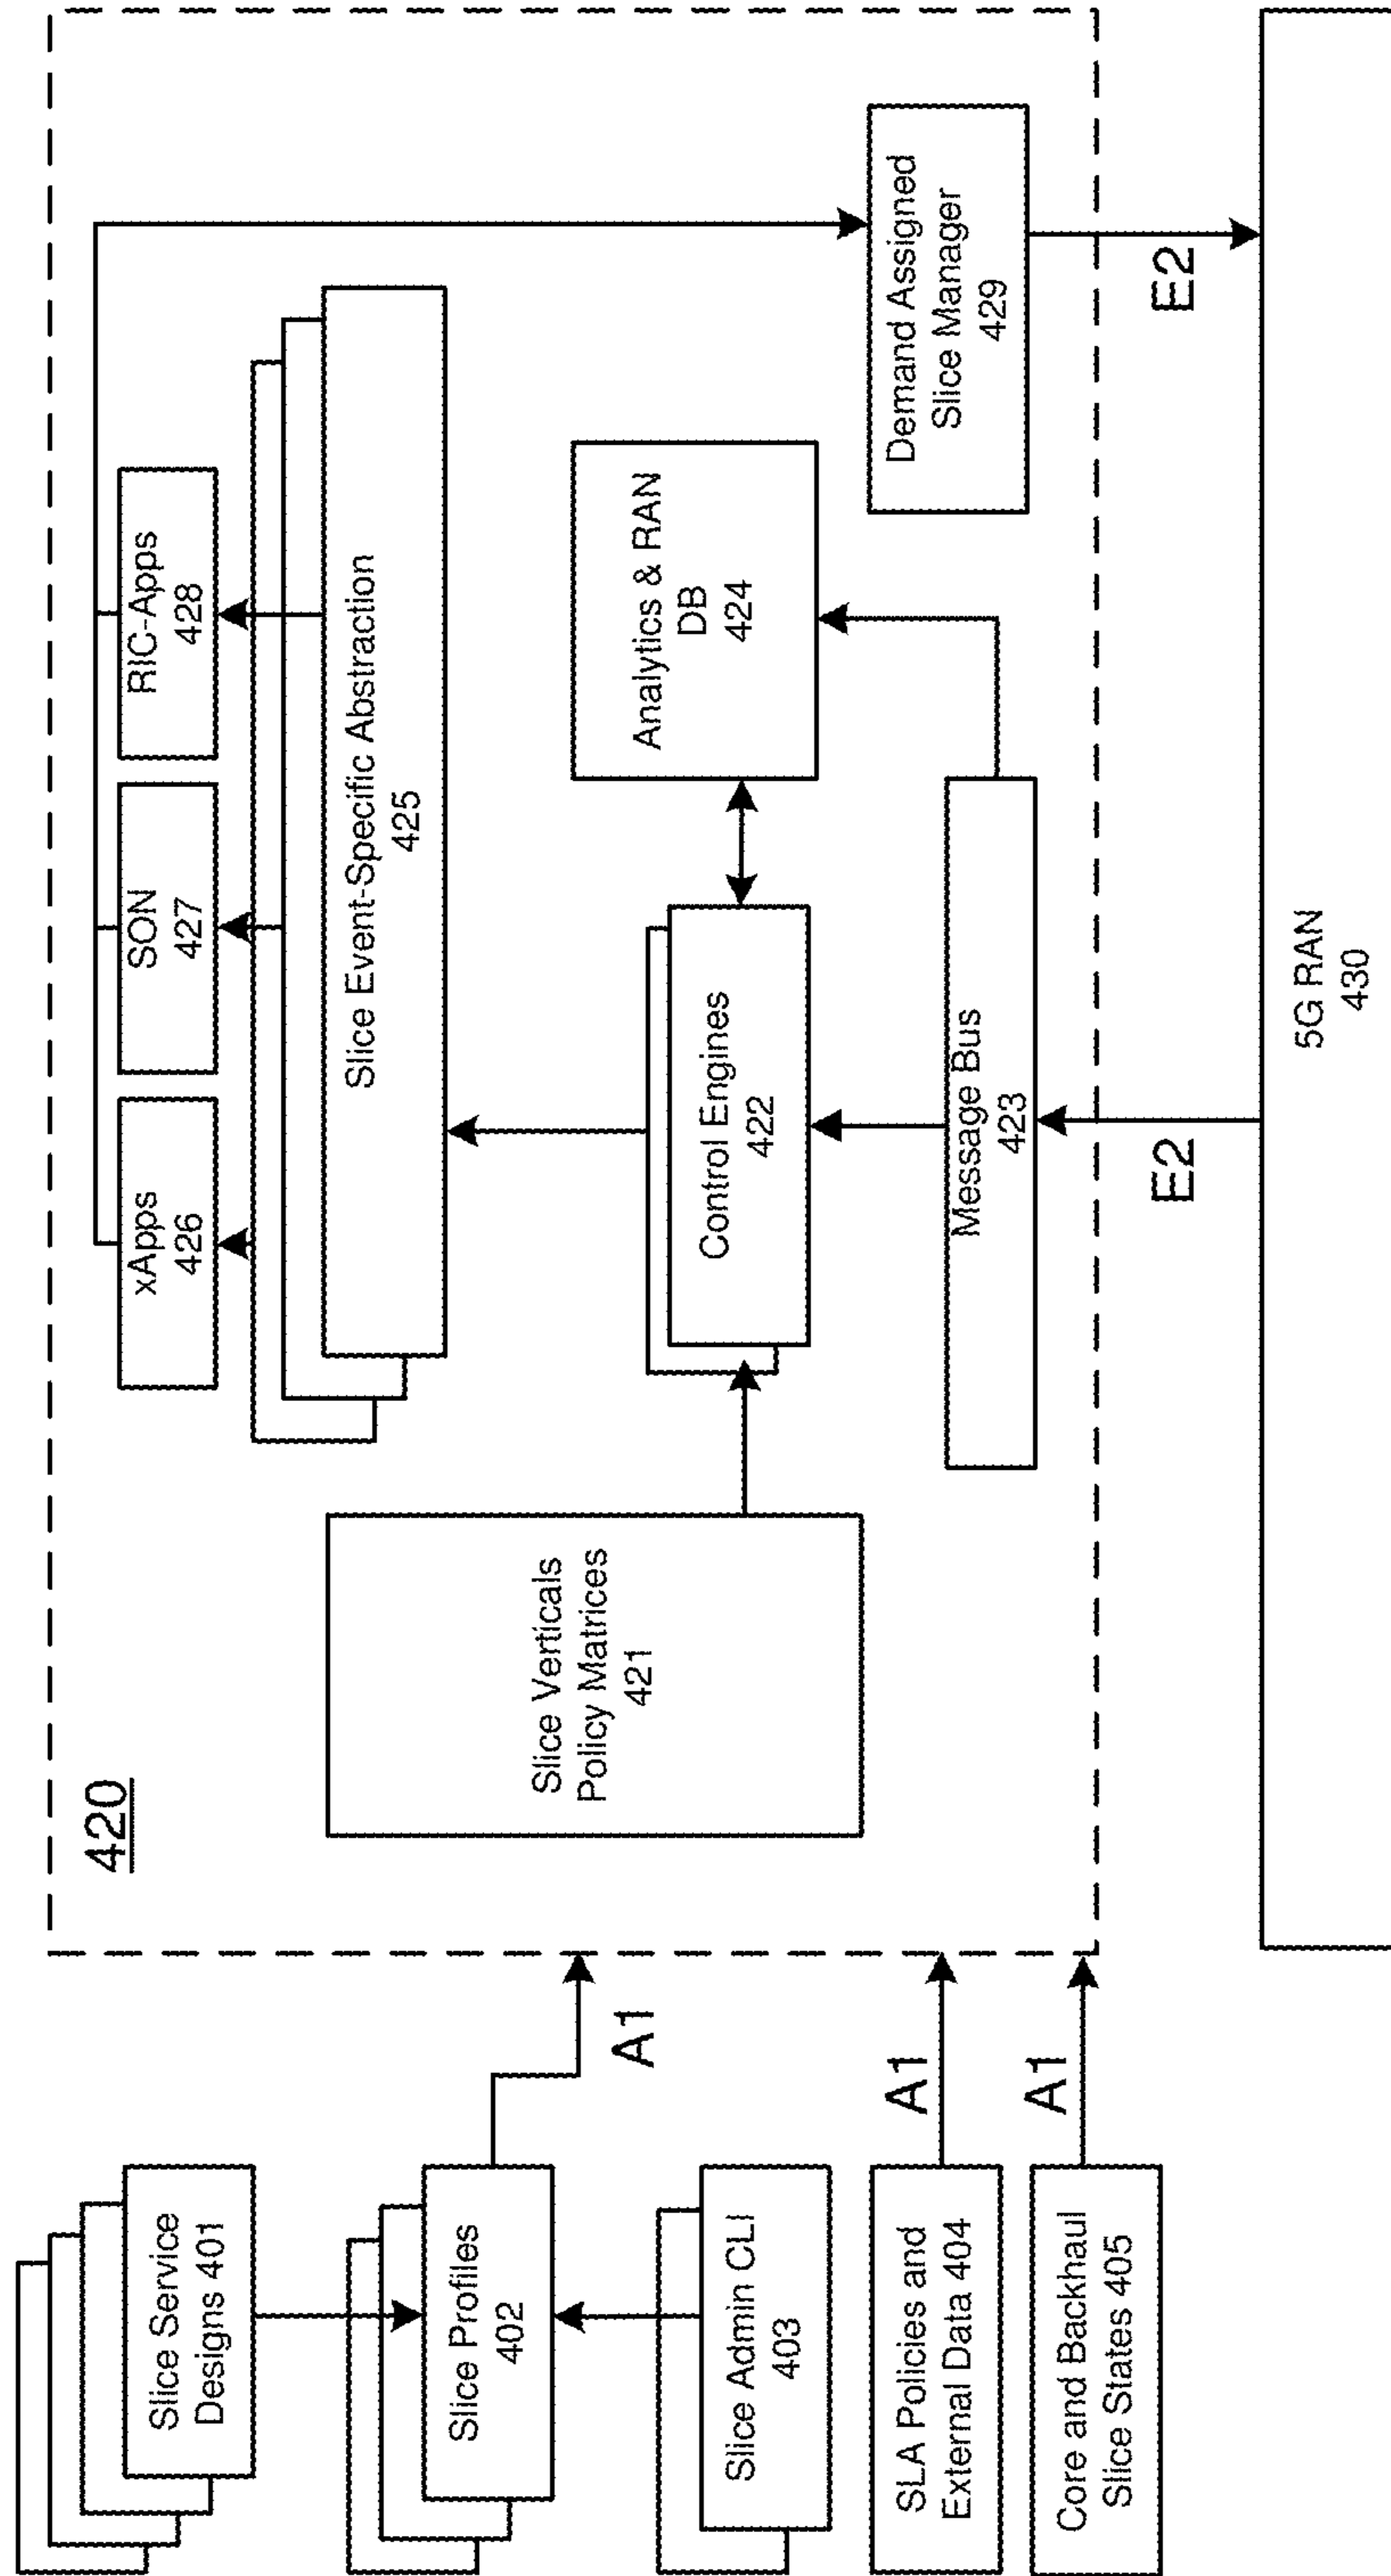 Slice Service
Designs 401
Slice Profiles
402
Slice Admin CLI
403
SLA Policies and
External Data 404
Core and Backhaul
Slice States 405
A1
A1
A1
420
Slice Verticals
Policy Matrices
421
xApps
426
SON
427
RIC-Apps
428
Slice Event-Specific Abstraction
425
Control Engines
422
Analytics & RAN
DB
424
Message Bus
423
Demand Assigned
Slice Manager
429
E2
E2
5G RAN
430